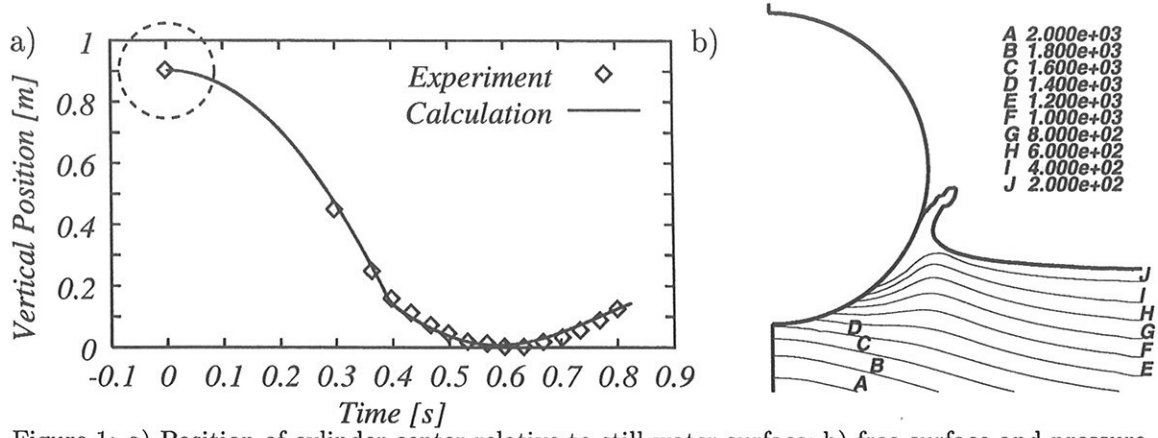 a)
Vertical Position [m]
1
0.8
0.6
0.4
0.2
0
-0.1 0 0.1 0.2 0.3 0.4 0.5 0.6 0.7 0.8 0.9
Time [s]
Experiment
Calculation
b)
A 2.000e+03
B 1.800e+03
C 1.600e+03
D 1.400e+03
E 1.200e+03
F 1.000e+03
G 8.000e+02
H 6.000e+02
I 4.000e+02
J 2.000e+02
J
I
H
G
F
E
D
C
B
A
Figure 1: a) Position of cylinder center relative to still water surface; b) free surface and pressure